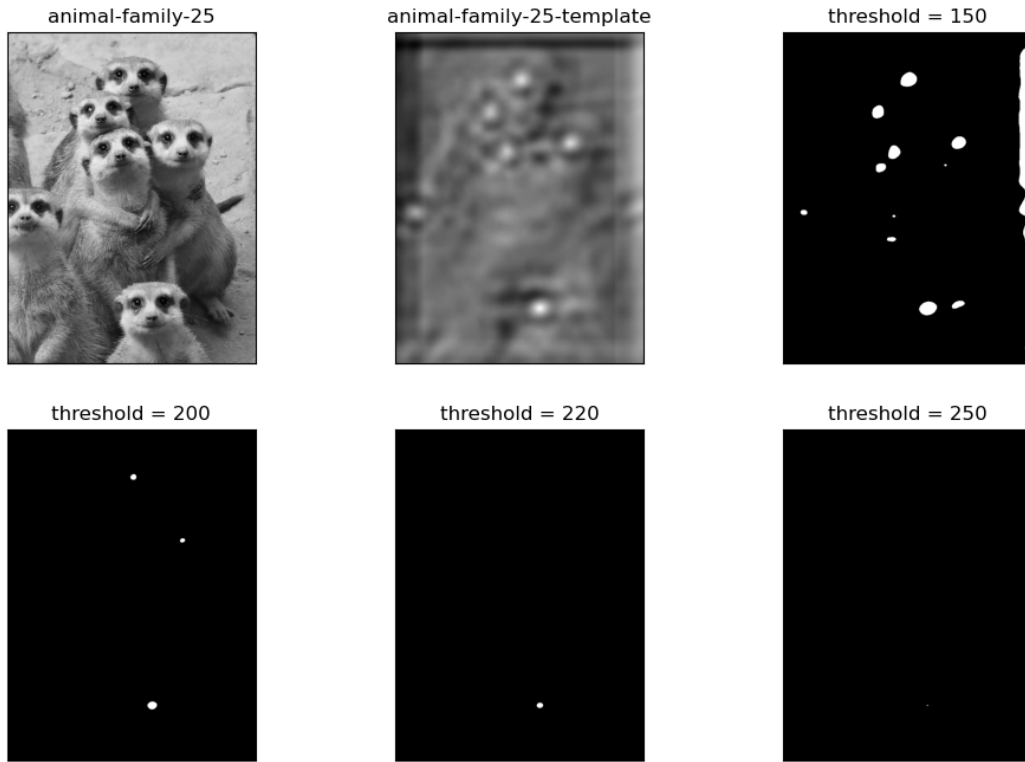 animal-family-25
animal-family-25-template
threshold = 150
threshold = 200
threshold = 220
threshold = 250